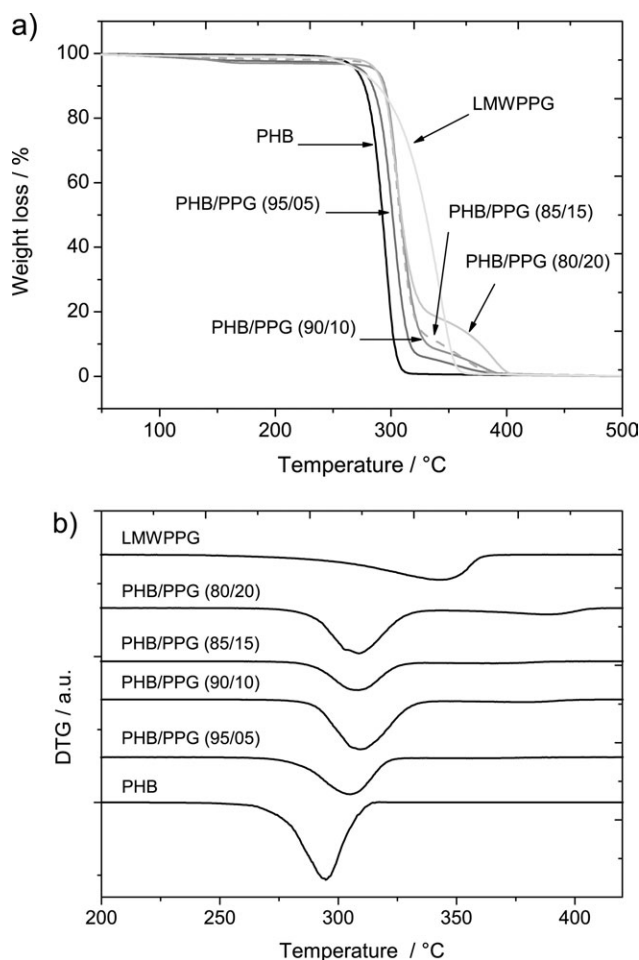 a)
100
80
60
40
20
0
Weight loss / %
LMWPPG
PHB
PHB/PPG (95/05)
PHB/PPG (85/15)
PHB/PPG (80/20)
PHB/PPG (90/10)
100
200
300
400
500
Temperature / °C
b)
LMWPPG
PHB/PPG (80/20)
PHB/PPG (85/15)
PHB/PPG (90/10)
PHB/PPG (95/05)
PHB
DTG / a.u.
200
250
300
350
400
Temperature / °C